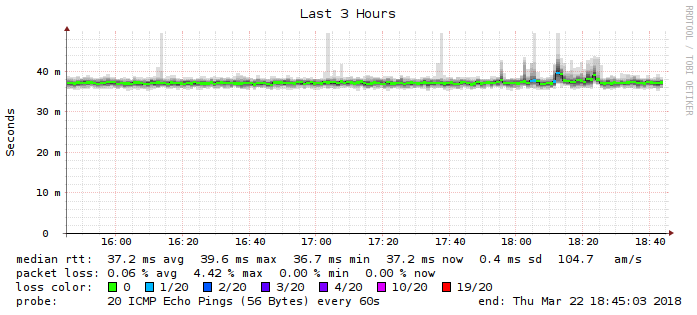 Last 3 Hours
RRDTOOL / TOBI OETIKER
Seconds
40 m
30 m
20 m
10 m
0
16:00 16:20 16:40 17:00 17:20 17:40 18:00 18:20 18:40
median rtt: 37.2 ms avg 39.6 ms max 36.7 ms min 37.2 ms now 0.4 ms sd 104.7 am/s
packet loss: 0.06 % avg 4.42 % max 0.00 % min 0.00 % now
loss color: 0 1/20 2/20 3/20 4/20 10/20 19/20
probe: 20 ICMP Echo Pings (56 Bytes) every 60s end: Thu Mar 22 18:45:03 2018